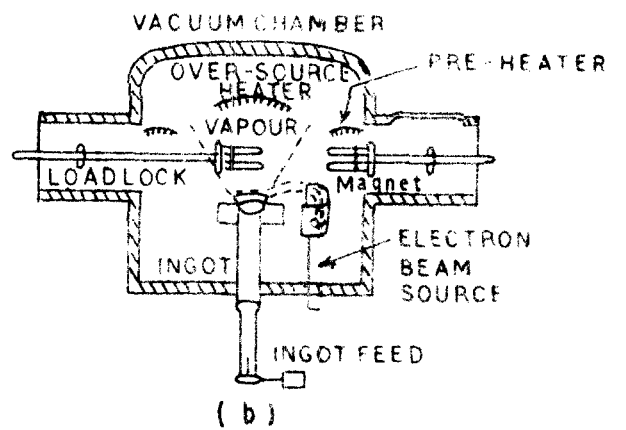 VACUUM CHAMBER
OVER-SOURCE
HEATER
PRE-HEATER
VAPOUR
LOADLOCK
Magnet
ELECTRON
BEAM
SOURCE
INGOT
INGOT FEED
(b)